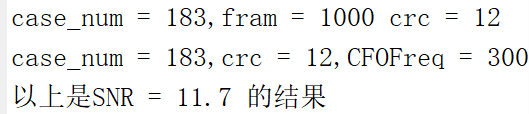 case_num = 183,fram = 1000 crc = 12
case_num = 183,crc = 12,CFOFreq = 300
以上是SNR = 11.7 的结果